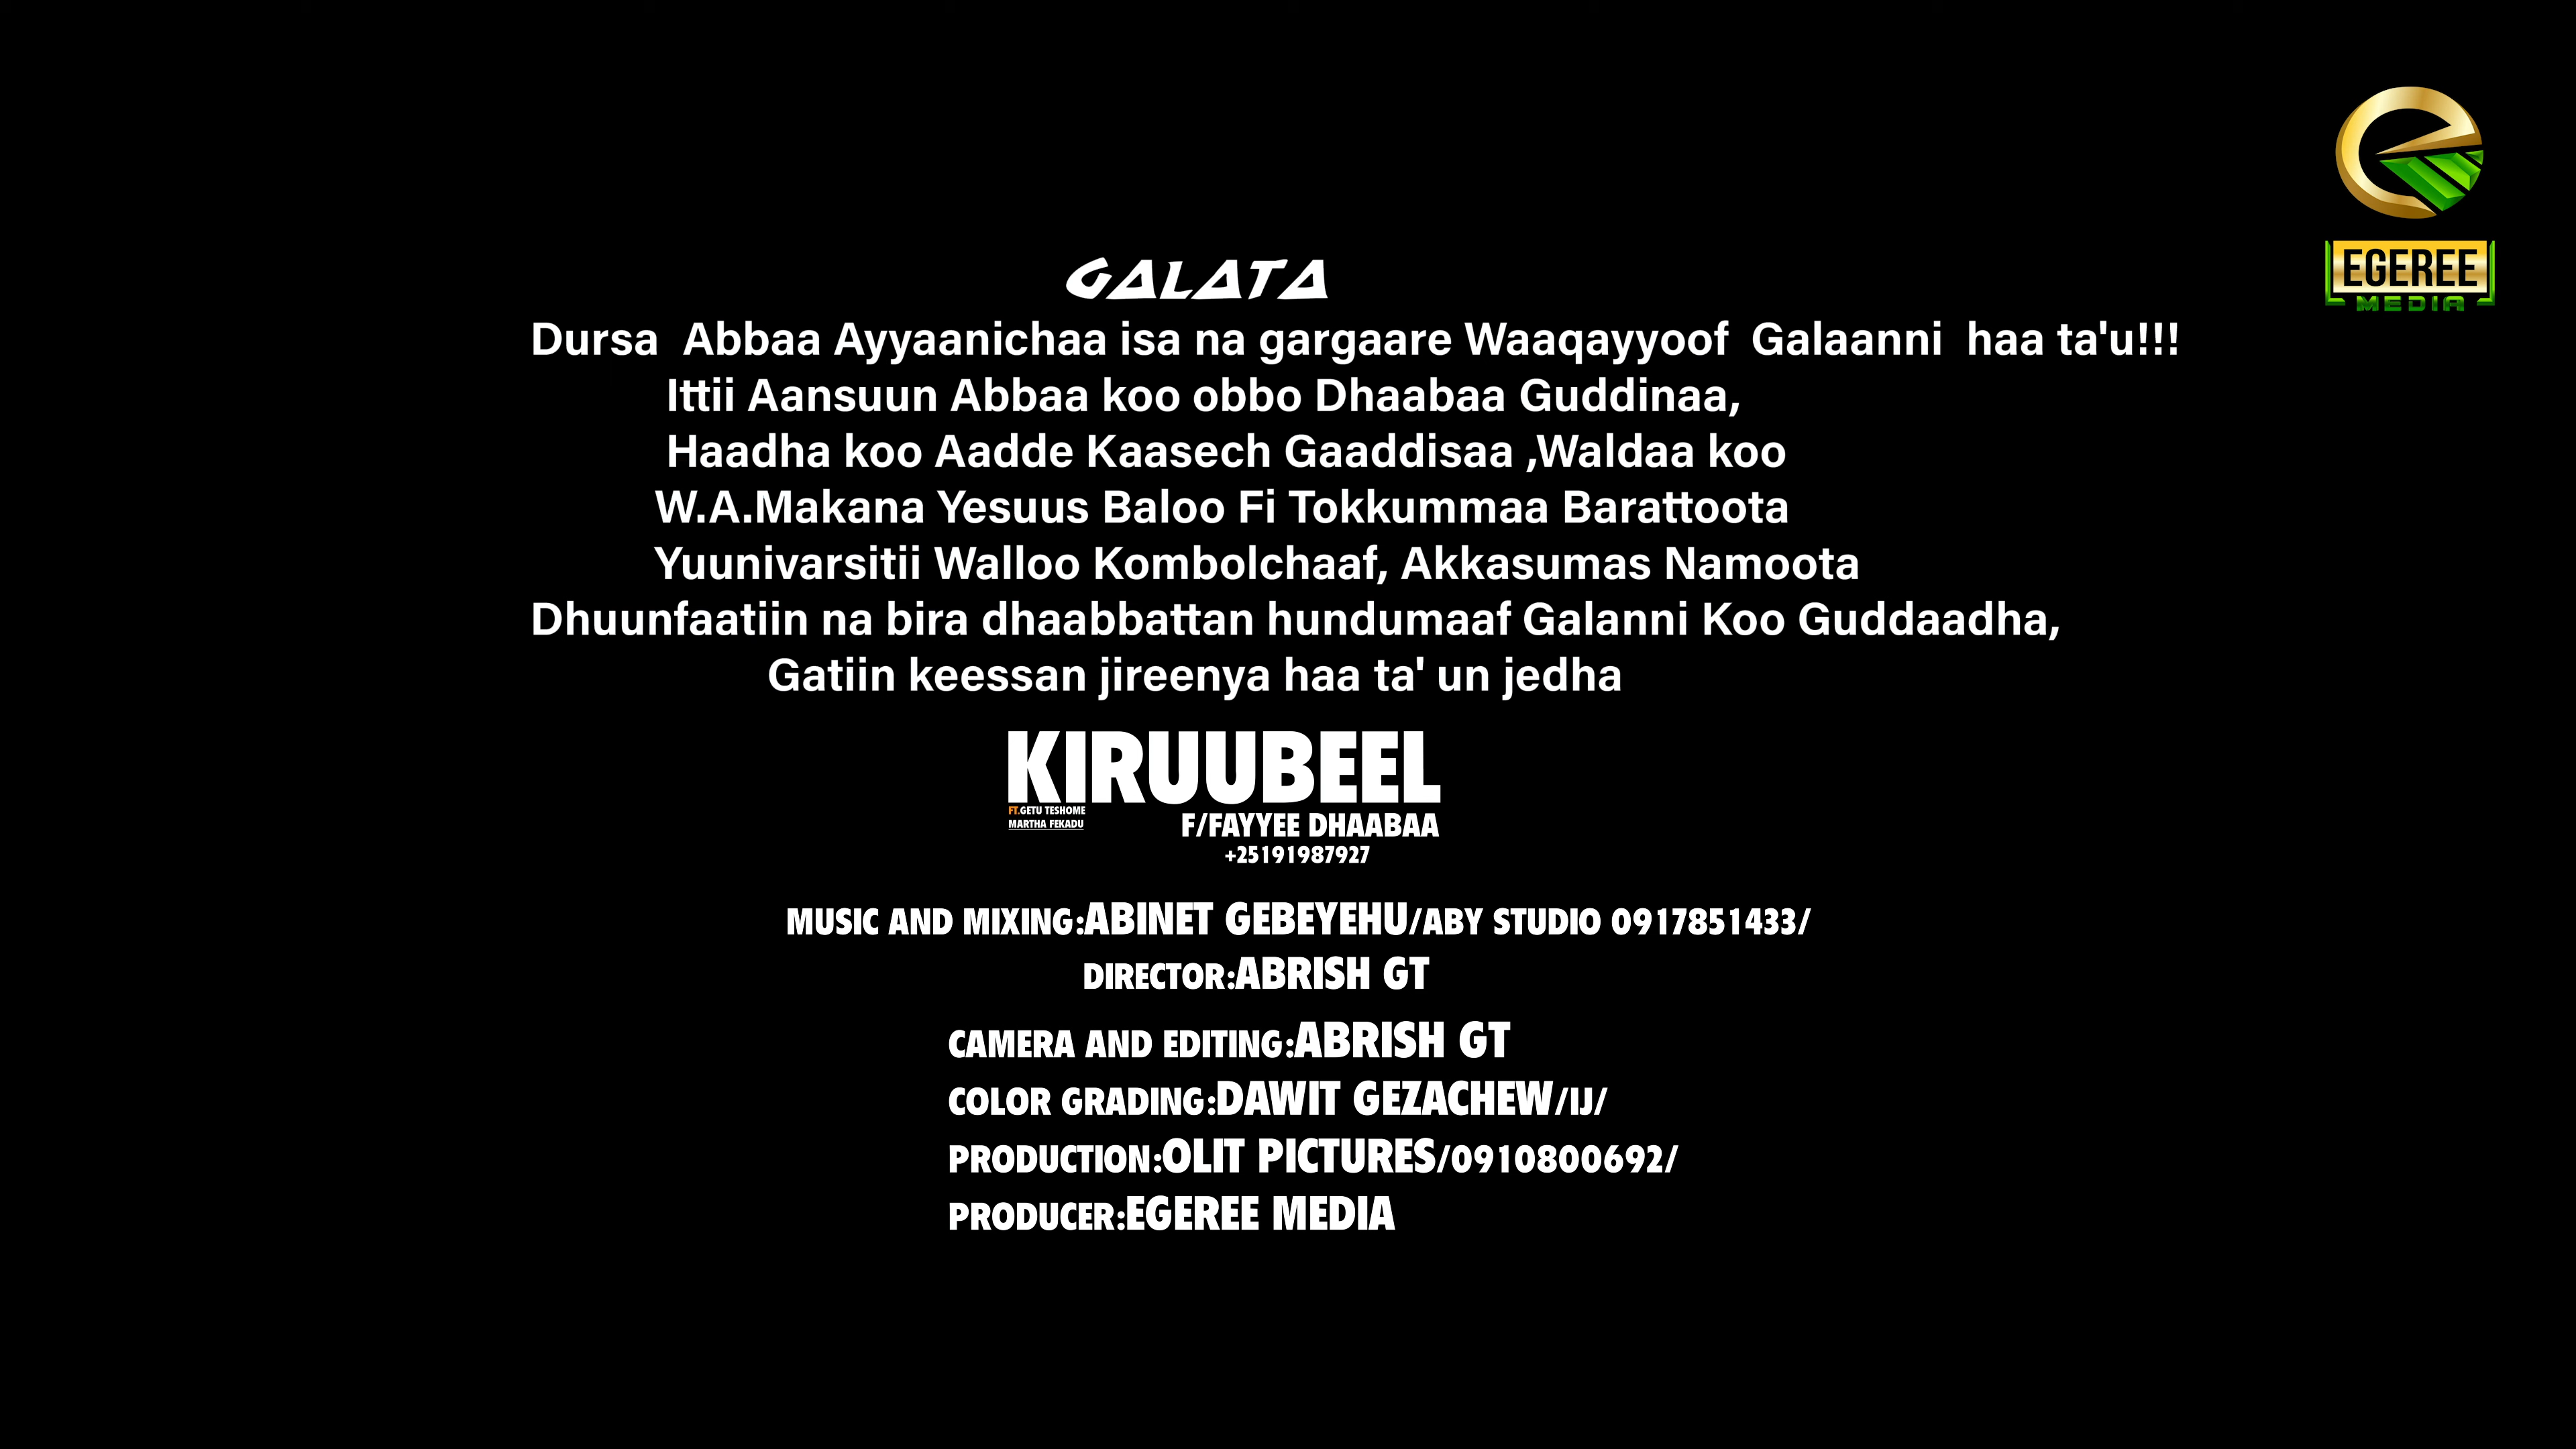 EGEREE
MEDIA
GALATA
Dursa Abbaa Ayyaanichaa isa na gargaare Waaqayyoof Galaanni haa ta'u!!!
Ittii Aansuun Abbaa koo obbo Dhaabaa Guddinaa,
Haadha koo Aadde Kaasech Gaaddisaa ,Waldaa koo
W.A.Makana Yesuus Baloo Fi Tokkummaa Barattoota
Yuunivarsitii Walloo Kombolchaaf, Akkasumas Namoota
Dhuunfaatiin na bira dhaabbattan hundumaaf Galanni Koo Guddaadha,
Gatiin keessan jireenya haa ta' un jedha
KIRUUBEEL
FT.GETU TESHOME
MARTHA FEKADU
F/FAYYEE DHAABAA
+25191987927
MUSIC AND MIXING:ABINET GEBEYEHU/ABY STUDIO 0917851433/
DIRECTOR:ABRISH GT
CAMERA AND EDITING:ABRISH GT
COLOR GRADING:DAWIT GEZACHEW/IJ/
PRODUCTION:OLIT PICTURES/0910800692/
PRODUCER:EGEREE MEDIA